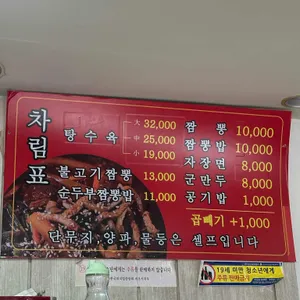 차림표
탕수육
大 32,000
中 25,000
小 19,000
불고기짬뽕 13,000
순두부짬뽕밥 11,000
짬뽕 10,000
짬뽕밥 10,000
자장면 8,000
군만두 8,000
공기밥 1,000
곱빼기 +1,000
단무지,양파,물등은 셀프입니다
19세 미만 청소년에게